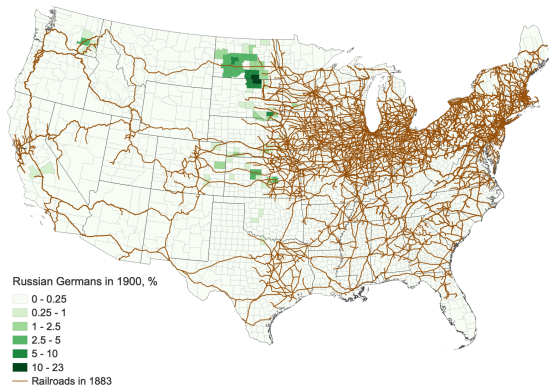 Russian Germans in 1900, %
0 - 0.25
0.25 - 1
1 - 2.5
2.5 - 5
5 - 10
10 - 23
Railroads in 1883